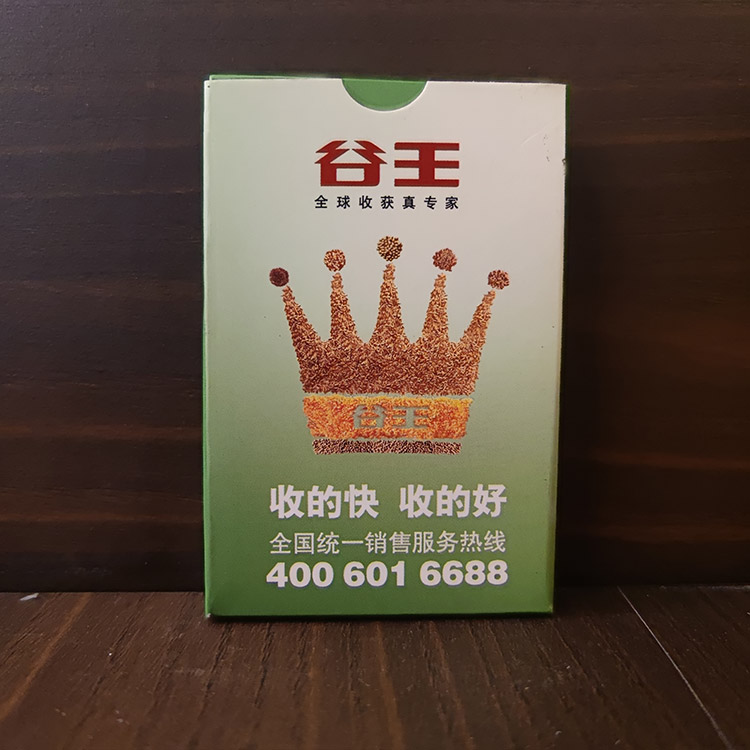 谷王
全球收获真专家
谷王
收的快 收的好
全国统一销售服务热线
400 601 6688